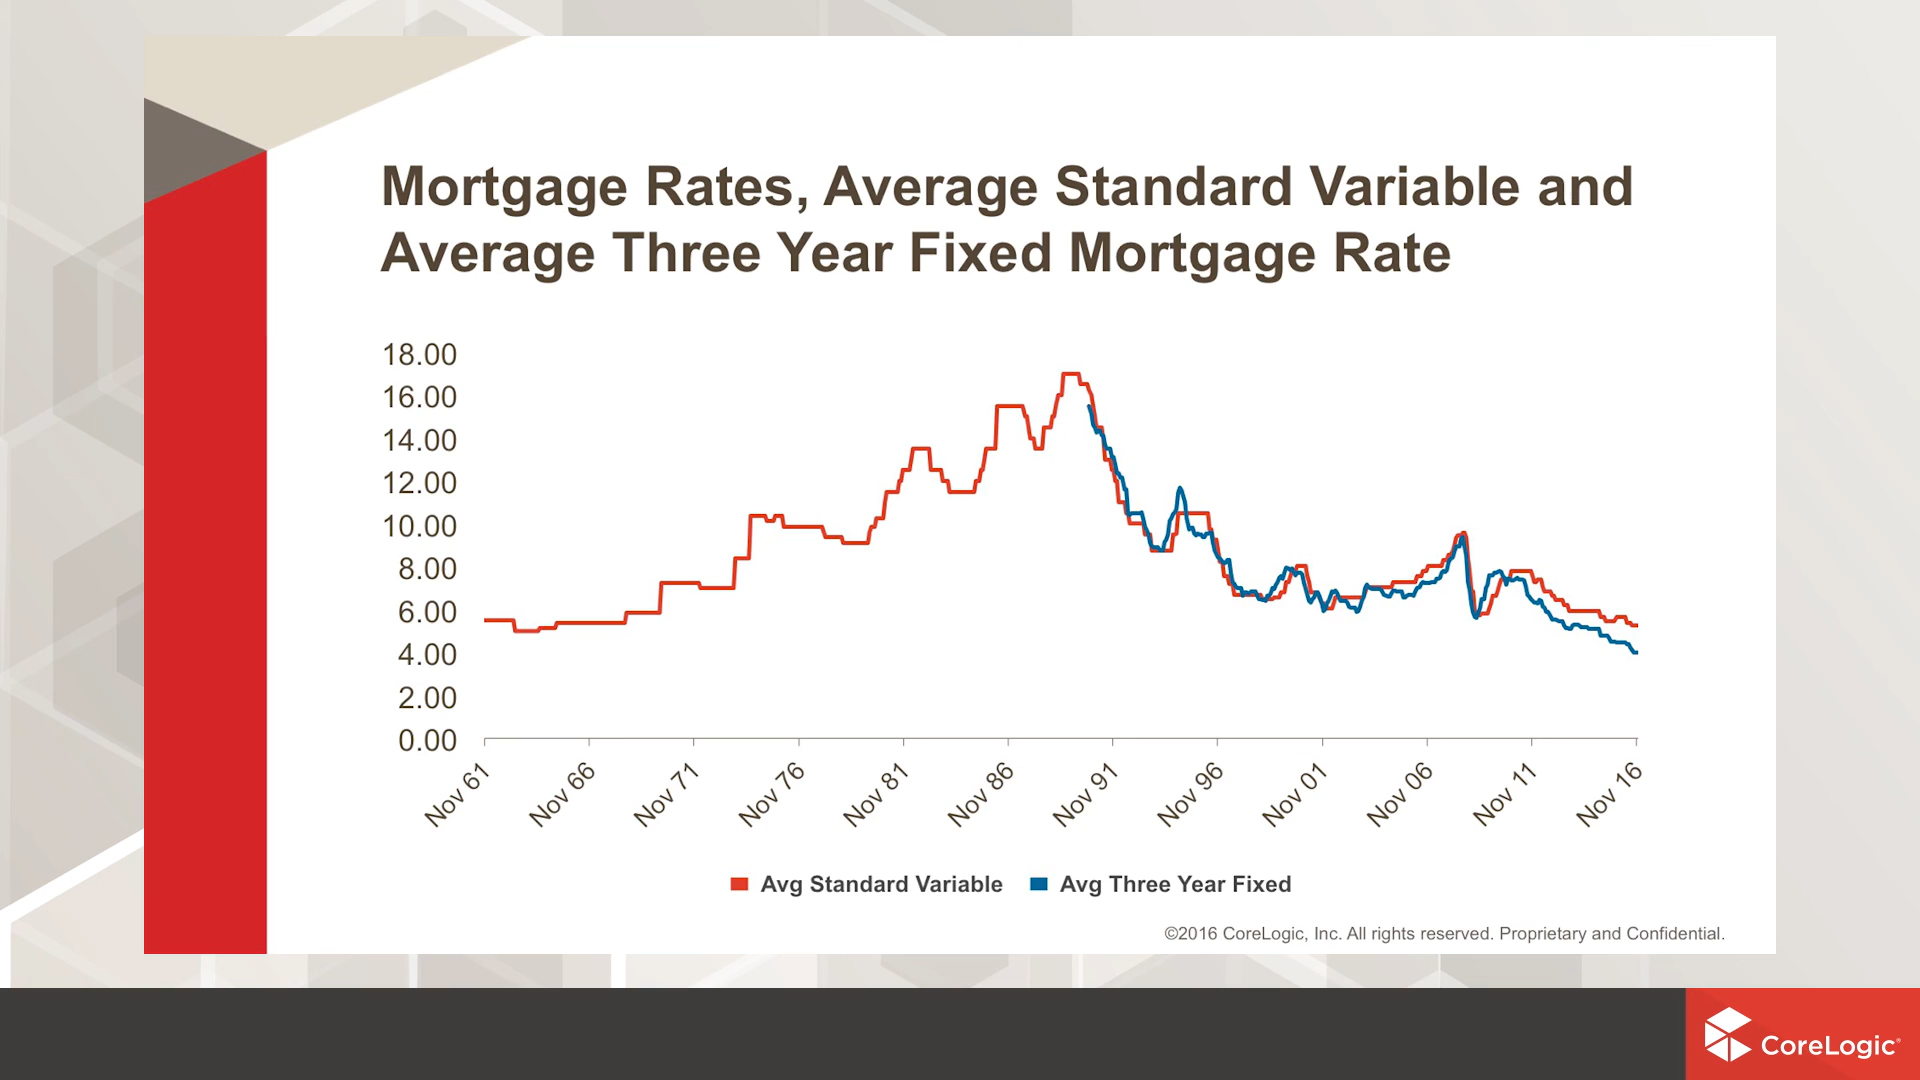 Mortgage Rates, Average Standard Variable and
Average Three Year Fixed Mortgage Rate
18.00
16.00
14.00
12.00
10.00
8.00
6.00
4.00
2.00
0.00
Nov 61
Nov 66
Nov 71
Nov 76
Nov 81
Nov 86
Nov 91
Nov 96
Nov 01
Nov 06
Nov 11
Nov 16
Avg Standard Variable
Avg Three Year Fixed
©2016 CoreLogic, Inc. All rights reserved. Proprietary and Confidential.
CoreLogic